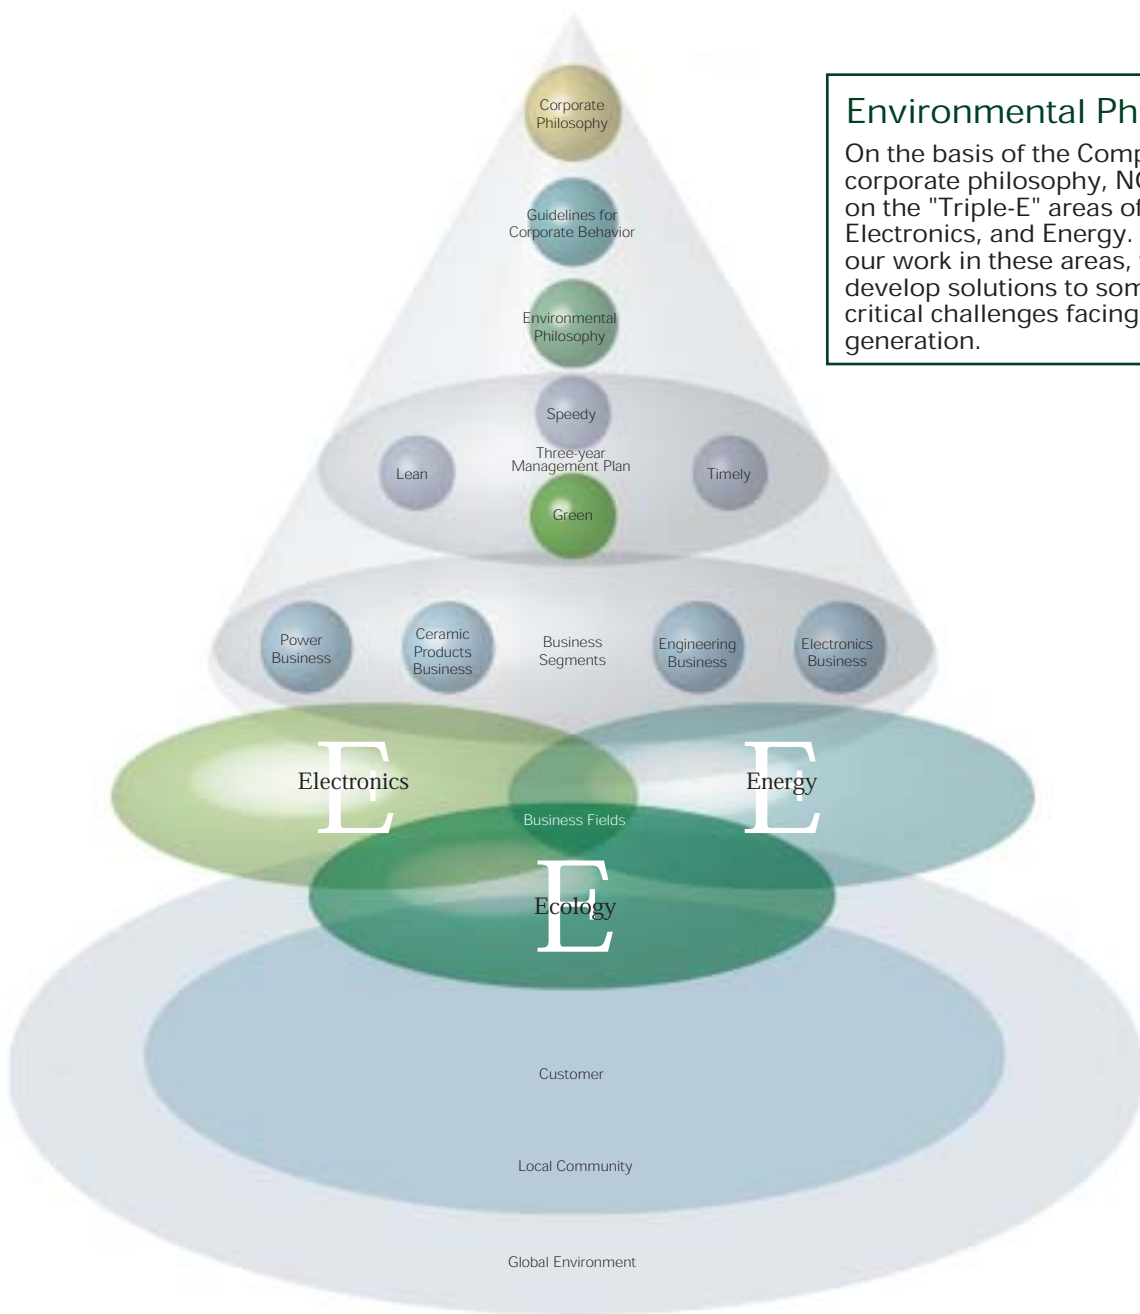 Corporate
Philosophy
Guidelines for
Corporate Behavior
Environmental
Philosophy
Speedy
Three-year
Management Plan
Lean
Timely
Green
Power
Business
Ceramic
Products
Business
Business
Segments
Engineering
Business
Electronics
Business
E
Electronics
E
Energy
Business Fields
E
Ecology
Customer
Local Community
Global Environment
Environmental Ph
On the basis of the Comp
corporate philosophy, NG
on the "Triple-E" areas of
Electronics, and Energy.
our work in these areas,
develop solutions to som
critical challenges facing
generation.